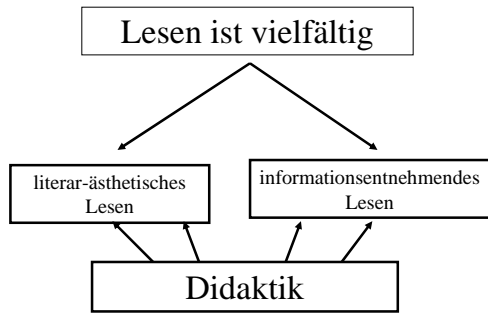 Lesen ist vielfältig
literar-ästhetisches
Lesen
informationsentnehmendes
Lesen
Didaktik